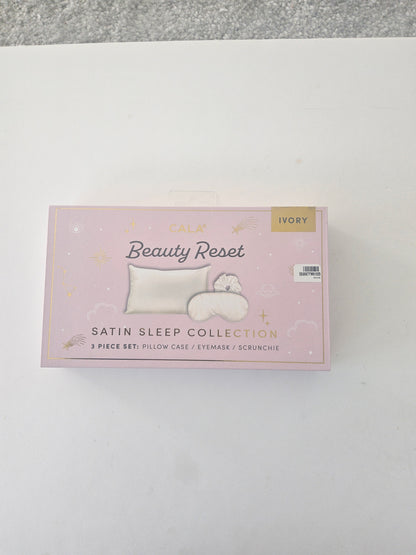 CALA®
IVORY
Beauty Reset
SATIN SLEEP COLLECTION
3 PIECE SET: PILLOW CASE / EYEMASK / SCRUNCHIE